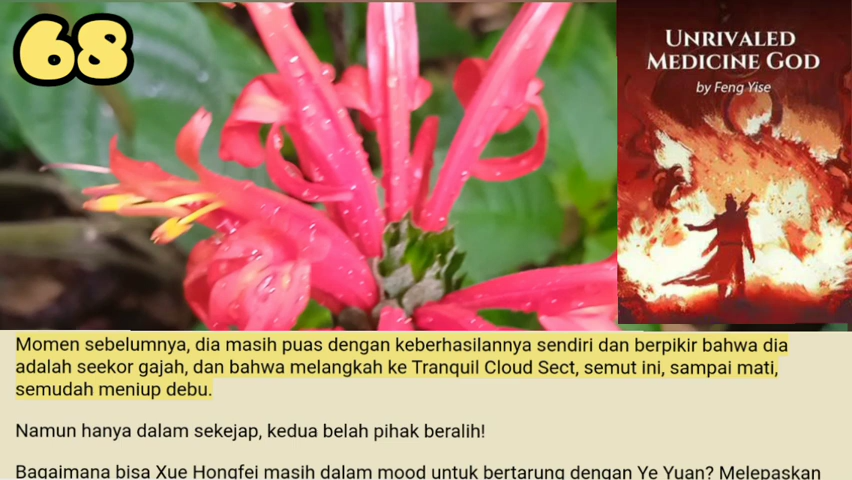 68
UNRIVALED
MEDICINE GOD
by Feng Yise
Momen sebelumnya, dia masih puas dengan keberhasilannya sendiri dan berpikir bahwa dia
adalah seekor gajah, dan bahwa melangkah ke Tranquil Cloud Sect, semut ini, sampai mati,
semudah meniup debu.
Namun hanya dalam sekejap, kedua belah pihak beralih!
Bagaimana bisa Xue Hongfei masih dalam mood untuk bertarung dengan Ye Yuan? Melepaskan